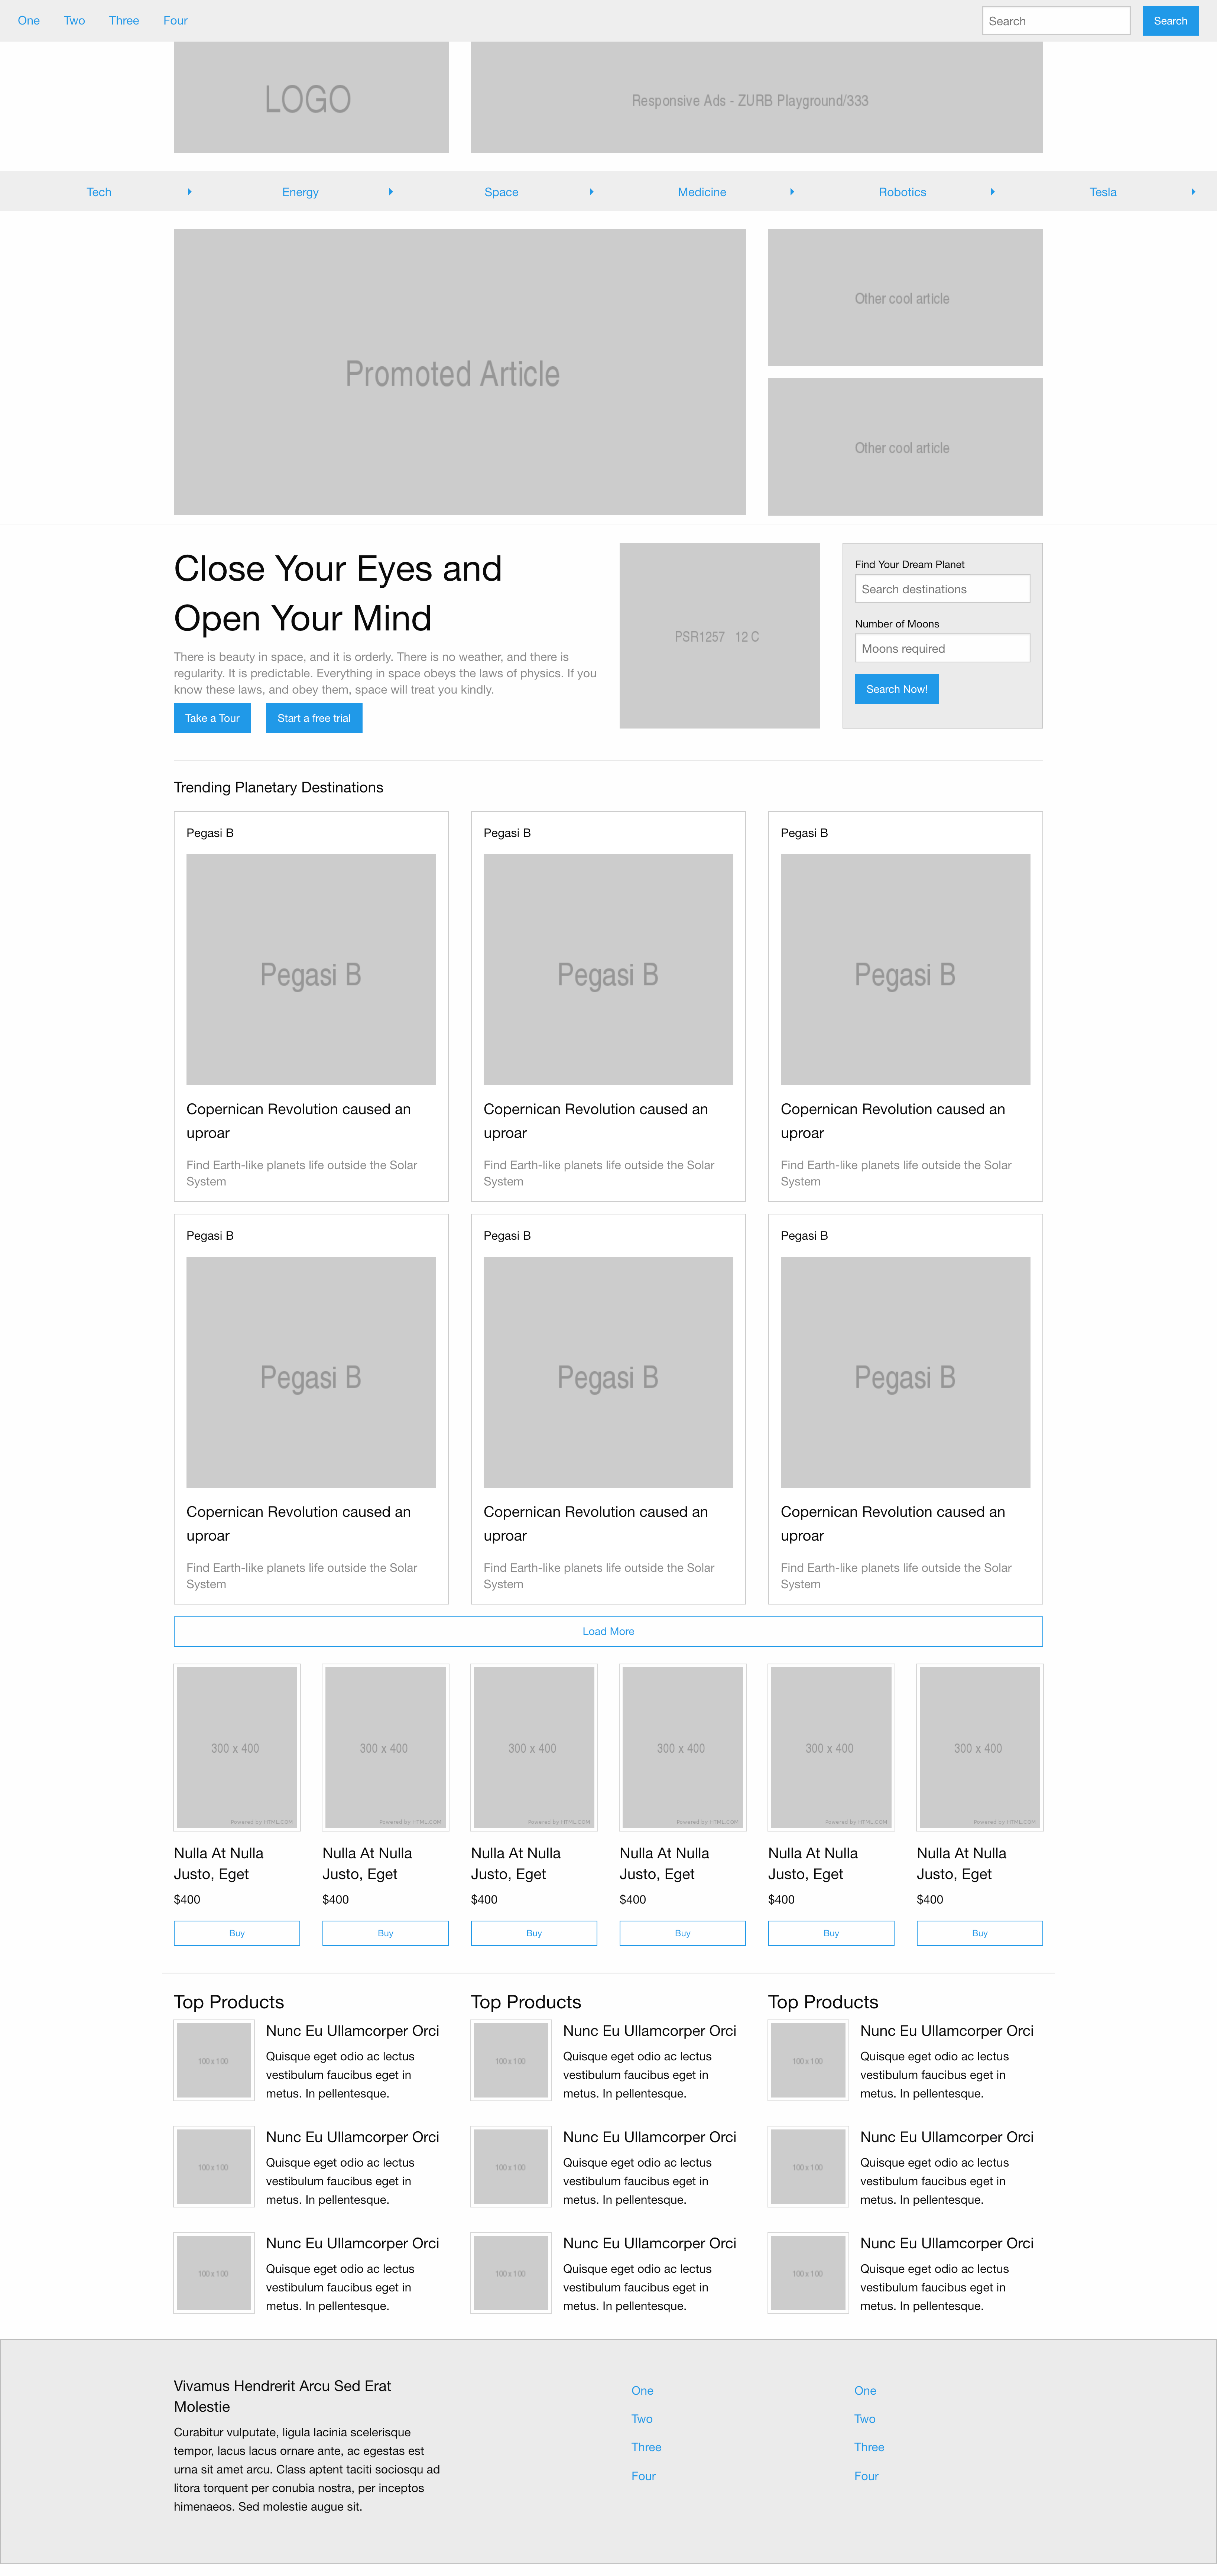 One Two Three Four Search Search
LOGO
Responsive Ads - ZURB Playground/333
Tech Energy Space Medicine Robotics Tesla
Promoted Article
Other cool article
Other cool article
Close Your Eyes and
Open Your Mind
There is beauty in space, and it is orderly. There is no weather, and there is
regularity. It is predictable. Everything in space obeys the laws of physics. If you
know these laws, and obey them, space will treat you kindly.
Take a Tour Start a free trial
PSR1257 12 C
Find Your Dream Planet
Search destinations
Number of Moons
Moons required
Search Now!
Trending Planetary Destinations
Pegasi B
Pegasi B
Copernican Revolution caused an
uproar
Find Earth-like planets life outside the Solar
System
Pegasi B
Pegasi B
Copernican Revolution caused an
uproar
Find Earth-like planets life outside the Solar
System
Pegasi B
Pegasi B
Copernican Revolution caused an
uproar
Find Earth-like planets life outside the Solar
System
Pegasi B
Pegasi B
Copernican Revolution caused an
uproar
Find Earth-like planets life outside the Solar
System
Pegasi B
Pegasi B
Copernican Revolution caused an
uproar
Find Earth-like planets life outside the Solar
System
Pegasi B
Pegasi B
Copernican Revolution caused an
uproar
Find Earth-like planets life outside the Solar
System
Load More
300 x 400
Powered by HTML.COM
Nulla At Nulla
Justo, Eget
$400
Buy
300 x 400
Powered by HTML.COM
Nulla At Nulla
Justo, Eget
$400
Buy
300 x 400
Powered by HTML.COM
Nulla At Nulla
Justo, Eget
$400
Buy
300 x 400
Powered by HTML.COM
Nulla At Nulla
Justo, Eget
$400
Buy
300 x 400
Powered by HTML.COM
Nulla At Nulla
Justo, Eget
$400
Buy
300 x 400
Powered by HTML.COM
Nulla At Nulla
Justo, Eget
$400
Buy
Top Products
100 x 100
Nunc Eu Ullamcorper Orci
Quisque eget odio ac lectus
vestibulum faucibus eget in
metus. In pellentesque.
100 x 100
Nunc Eu Ullamcorper Orci
Quisque eget odio ac lectus
vestibulum faucibus eget in
metus. In pellentesque.
100 x 100
Nunc Eu Ullamcorper Orci
Quisque eget odio ac lectus
vestibulum faucibus eget in
metus. In pellentesque.
Top Products
100 x 100
Nunc Eu Ullamcorper Orci
Quisque eget odio ac lectus
vestibulum faucibus eget in
metus. In pellentesque.
100 x 100
Nunc Eu Ullamcorper Orci
Quisque eget odio ac lectus
vestibulum faucibus eget in
metus. In pellentesque.
100 x 100
Nunc Eu Ullamcorper Orci
Quisque eget odio ac lectus
vestibulum faucibus eget in
metus. In pellentesque.
Top Products
100 x 100
Nunc Eu Ullamcorper Orci
Quisque eget odio ac lectus
vestibulum faucibus eget in
metus. In pellentesque.
100 x 100
Nunc Eu Ullamcorper Orci
Quisque eget odio ac lectus
vestibulum faucibus eget in
metus. In pellentesque.
100 x 100
Nunc Eu Ullamcorper Orci
Quisque eget odio ac lectus
vestibulum faucibus eget in
metus. In pellentesque.
Vivamus Hendrerit Arcu Sed Erat
Molestie
Curabitur vulputate, ligula lacinia scelerisque
tempor, lacus lacus ornare ante, ac egestas est
urna sit amet arcu. Class aptent taciti sociosqu ad
litora torquent per conubia nostra, per inceptos
himenaeos. Sed molestie augue sit.
One
Two
Three
Four
One
Two
Three
Four